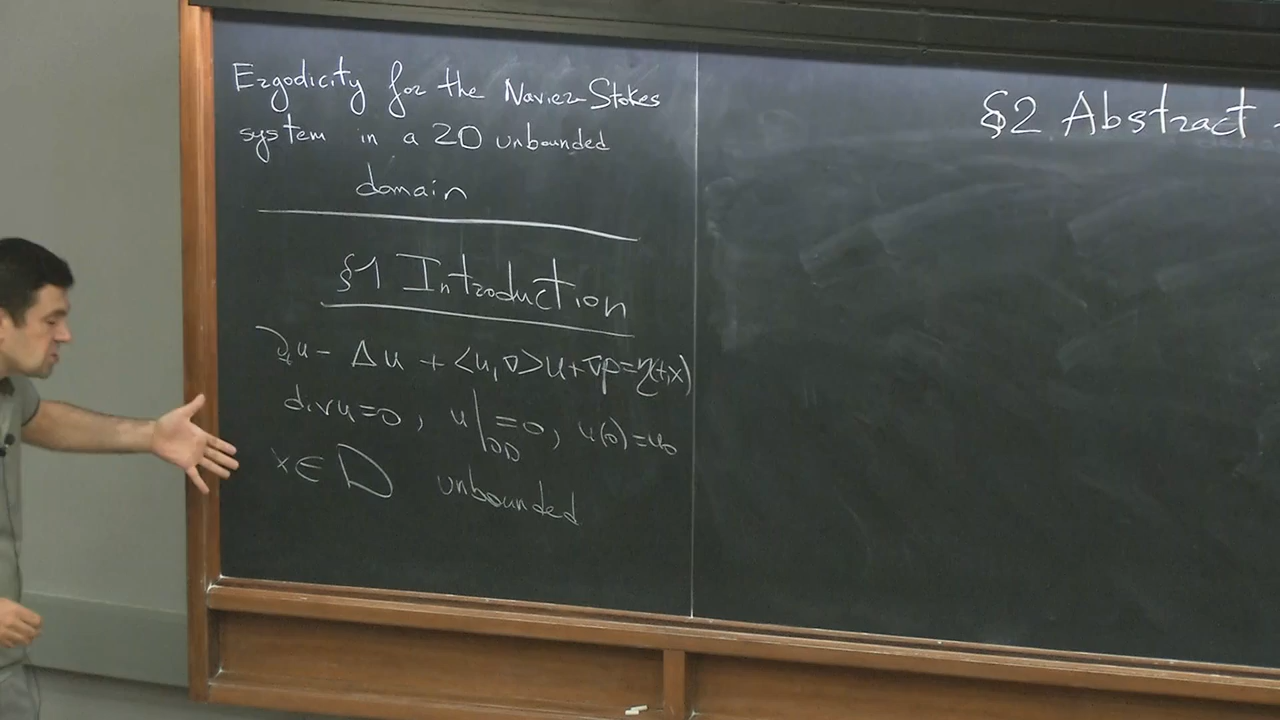 Ergodicity for the Navier-Stokes
system in a 2D unbounded
domain
§1 Introduction
∂ₜu - Δu + <u,∇>u+∇p=η(t,x)
div u=0, u|∂D=0, u(0)=u₀
x∈D unbounded
§2 Abstract